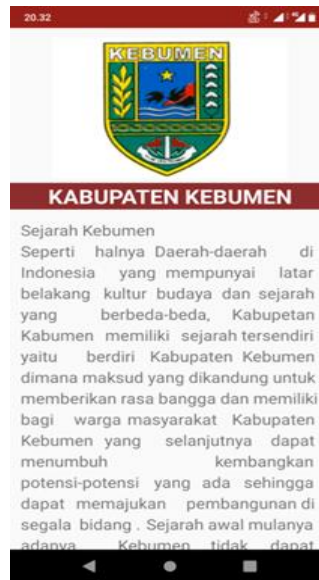 20.32
KEBUMEN
KABUPATEN KEBUMEN
Sejarah Kebumen
Seperti halnya Daerah-daerah di
Indonesia yang mempunyai latar
belakang kultur budaya dan sejarah
yang berbeda-beda, Kabupetan
Kabumen memiliki sejarah tersendiri
yaitu berdiri Kabupaten Kebumen
dimana maksud yang dikandung untuk
memberikan rasa bangga dan memiliki
bagi warga masyarakat Kabupaten
Kebumen yang selanjutnya dapat
menumbuh kembangkan
potensi-potensi yang ada sehingga
dapat memajukan pembangunan di
segala bidang . Sejarah awal mulanya
adanya Kebumen tidak dapat